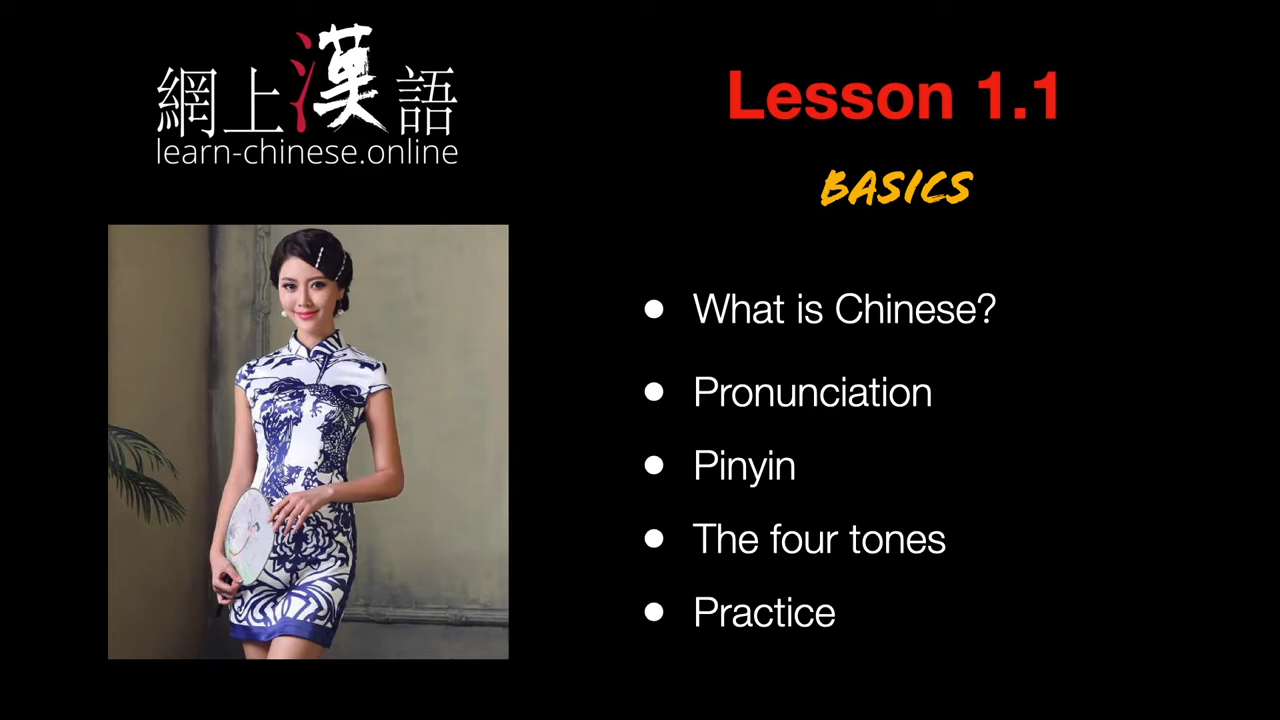 網上漢語
learn-chinese.online
Lesson 1.1
BASICS
● What is Chinese?
● Pronunciation
● Pinyin
● The four tones
● Practice